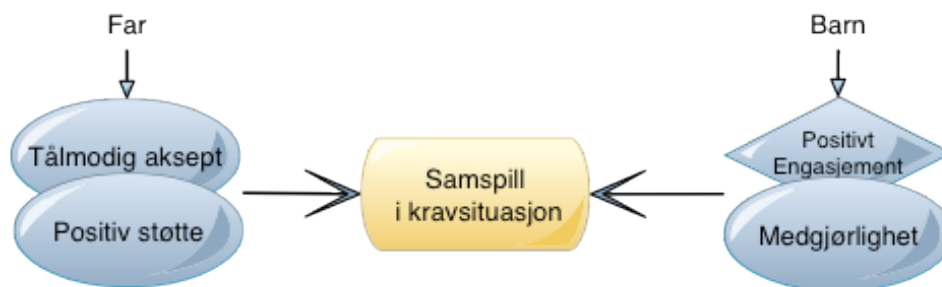 Far
Barn
Tålmodig aksept
Positiv støtte
Samspill
i kravsituasjon
Positivt
Engasjement
Medgjørlighet